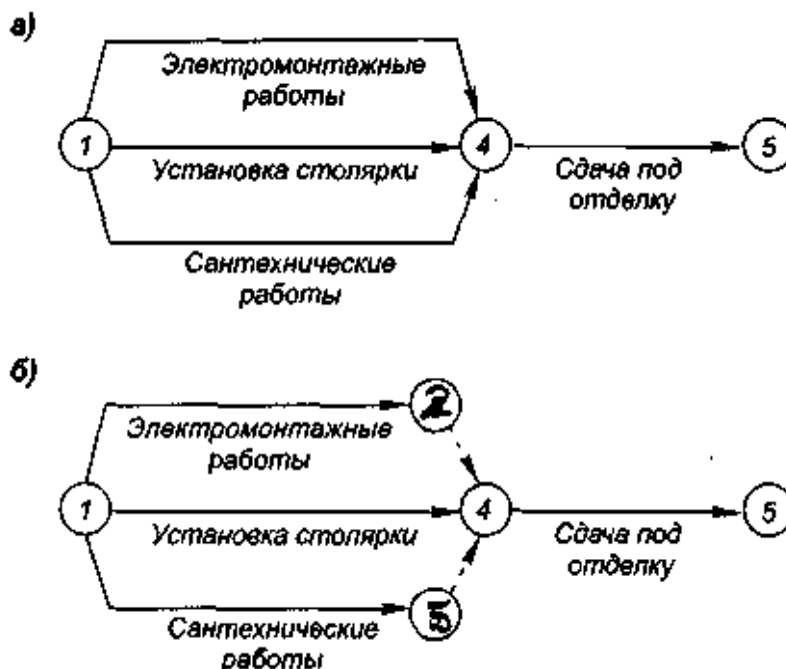 а)
Электромонтажные
работы
1
Установка столярки
4
Сдача под
отделку
5
Сантехнические
работы
б)
2
Электромонтажные
работы
1
Установка столярки
4
Сдача под
отделку
5
Сантехнические
работы